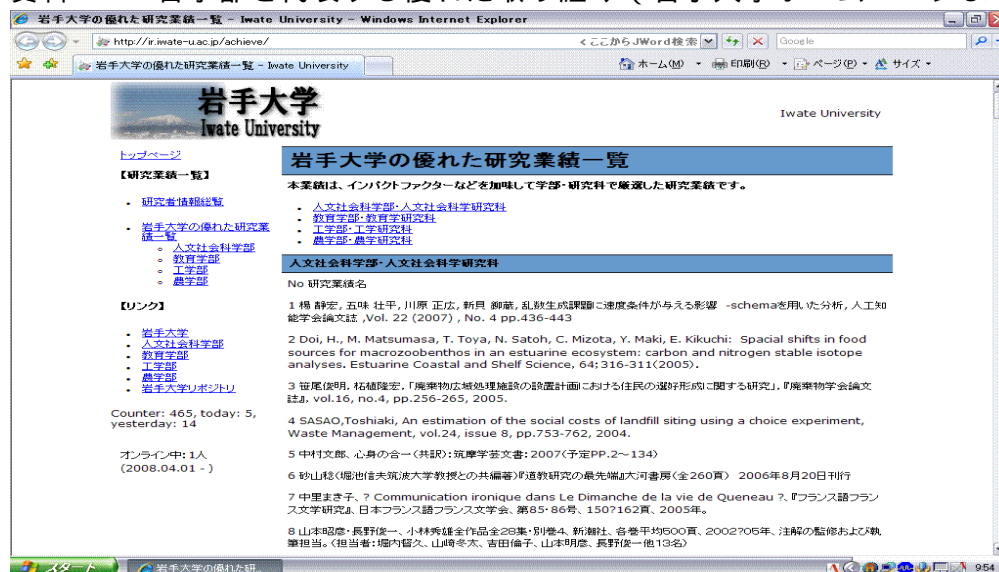 岩手大学の優れた研究業績一覧 - Iwate University - Windows Internet Explorer
http://ir.iwate-u.ac.jp/achieve/
ここからJWord検索
Google
岩手大学の優れた研究業績一覧 - Iwate University
ホーム(M)
印刷(R)
ページ(P)
サイズ
岩手大学
Iwate University
Iwate University
トップページ
【研究業績一覧】
研究者情報総覧
岩手大学の優れた研究業
績一覧
人文社会科学部
教育学部
工学部
農学部
【リンク】
岩手大学
人文社会科学部
教育学部
工学部
農学部
岩手大学リポジトリ
Counter: 465, today: 5,
yesterday: 14
オンライン中: 1人
(2008.04.01 - )
岩手大学の優れた研究業績一覧
本業績は、インパクトファクターなどを加味して学部・研究科で厳選した研究業績です。
人文社会科学部・人文社会科学研究科
教育学部・教育学研究科
工学部・工学研究科
農学部・農学研究科
人文社会科学部・人文社会科学研究科
No 研究業績名
1 楊 静宏, 五味 壮平, 川原 正広, 新貝 鉚蔵, 乱数生成課題に速度条件が与える影響 -schemaを用いた分析, 人工知
能学会論文誌 ,Vol. 22 (2007) , No. 4 pp.436-443
2 Doi, H., M. Matsumasa, T. Toya, N. Satoh, C. Mizota, Y. Maki, E. Kikuchi: Spacial shifts in food
sources for macrozoobenthos in an estuarine ecosystem: carbon and nitrogen stable isotope
analyses. Estuarine Coastal and Shelf Science, 64; 316-311(2005).
3 笹尾俊明, 柘植隆宏, 「廃棄物広域処理施設の設置計画における住民の選好形成に関する研究」, 『廃棄物学会論文
誌』, vol.16, no.4, pp.256-265, 2005.
4 SASAO,Toshiaki, An estimation of the social costs of landfill siting using a choice experiment,
Waste Management, vol.24, issue 8, pp.753-762, 2004.
5 中村文郎、心身の合一(共訳):筑摩学芸文書:2007(予定PP.2~134)
6 砂山稔(堀池信夫筑波大学教授との共編著)『道教研究の最先端』大河書房(全260頁) 2006年8月20日刊行
7 中里まき子、? Communication ironique dans Le Dimanche de la vie de Queneau ?、『フランス語フラン
ス文学研究』、日本フランス語フランス文学会、第85・86号、150?162頁、2005年。
8 山本昭彦・長野俊一、小林秀雄全作品全28集・別巻4、新潮社、各巻平均500頁、2002?05年、注解の監修および執
筆担当。(担当者:堀内留久、山崎冬太、吉田倫子、山本明彦、長野俊一他13名)
スタート
岩手大学の優れた研...
9:54